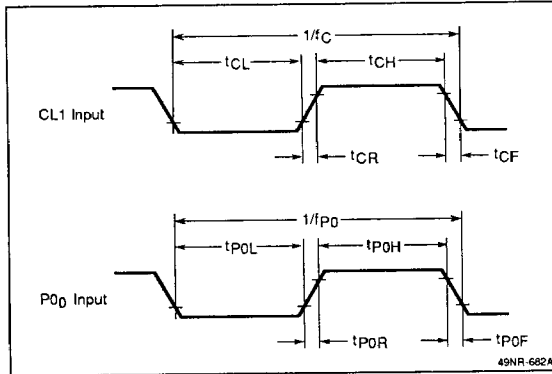 1/fC
tCL
tCH
CL1 Input
tCR
tCF
1/fP0
tP0L
tP0H
P00 Input
tP0R
tP0F
49NR-682A